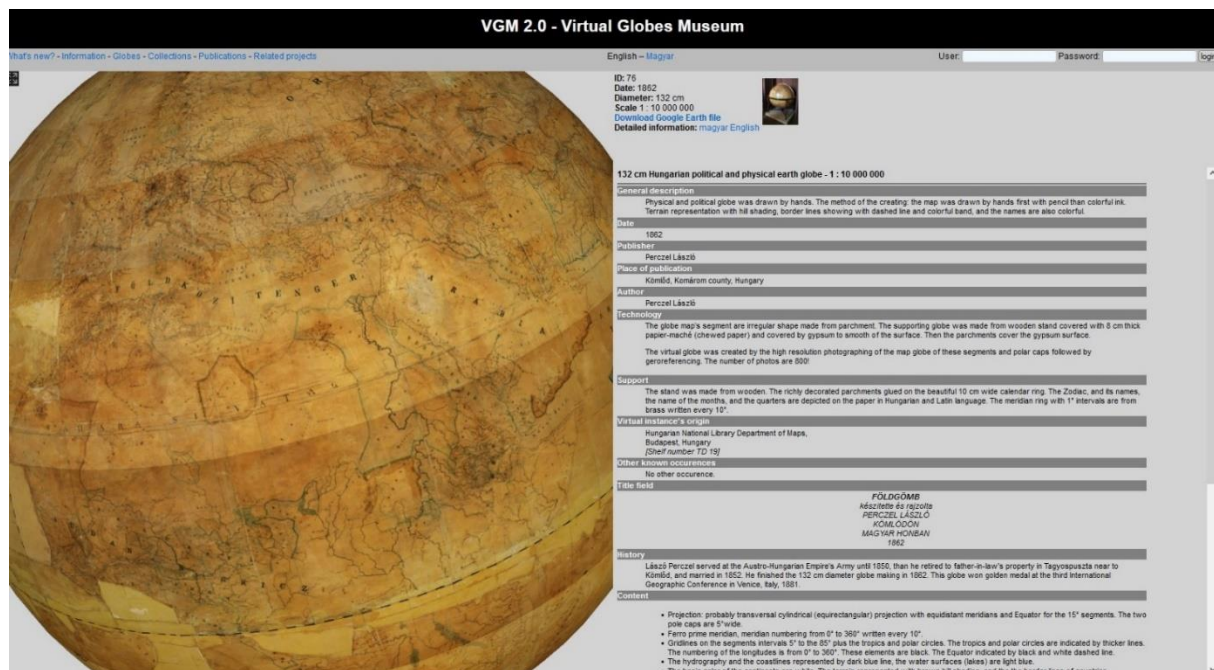 VGM 2.0 - Virtual Globes Museum
What's new? - Information - Globes - Collections - Publications - Related projects
English – Magyar
User:
Password:
login
ID: 76
Date: 1862
Diameter: 132 cm
Scale 1 : 10 000 000
Download Google Earth file
Detailed information: magyar English
132 cm Hungarian political and physical earth globe - 1 : 10 000 000
General description
Physical and political globe was drawn by hands. The method of the creating: the map was drawn by hands first with pencil than colorful ink.
Terrain representation with hill shading, border lines showing with dashed line and colorful band, and the names are also colorful.
Date
1862
Publisher
Perczel László
Place of publication
Kömlőd, Komárom county, Hungary
Author
Perczel László
Technology
The globe map's segment are irregular shape made from parchment. The supporting globe was made from wooden stand covered with 8 cm thick
papier-maché (chewed paper) and covered by gypsum to smooth of the surface. Then the parchments cover the gypsum surface.
The virtual globe was created by the high resolution photographing of the map globe of these segments and polar caps followed by
georeferencing. The number of photos are 800!
Support
The stand was made from wooden. The richly decorated parchments glued on the beautiful 10 cm wide calendar ring. The Zodiac, and its names,
the name of the months, and the quarters are depicted on the paper in Hungarian and Latin language. The meridian ring with 1° intervals are from
brass written every 10°.
Virtual instance's origin
Hungarian National Library Department of Maps,
Budapest, Hungary
[Shelf number TD 19]
Other known occurences
No other occurence.
Title field
FÖLDGÖMB
készítette és rajzolta
PERCZEL LÁSZLÓ
KÖMLŐDÖN
MAGYAR HONBAN
1862
History
Lászó Perczel served at the Austro-Hungarian Empire's Army until 1850, than he retired to father-in-law's property in Tagyospuszta near to
Kömlőd, and married in 1852. He finished the 132 cm diameter globe making in 1862. This globe won golden medal at the third International
Geographic Conference in Venice, Italy, 1881.
Content
• Projection: probably transversal cylindrical (equirectangular) projection with equidistant meridians and Equator for the 15° segments. The two
pole caps are 5°wide.
• Ferro prime meridian, meridian numbering from 0° to 360° written every 10°.
• Gridlines on the segments intervals 5° to the 85° plus the tropics and polar circles. The tropics and polar circles are indicated by thicker lines.
The numbering of the longitudes is from 0° to 360°. These elements are black. The Equator indicated by black and white dashed line.
• The hydrography and the coastlines represented by dark blue line, the water surfaces (lakes) are light blue.
FÖLDKÖZI TENGER
ARABIA